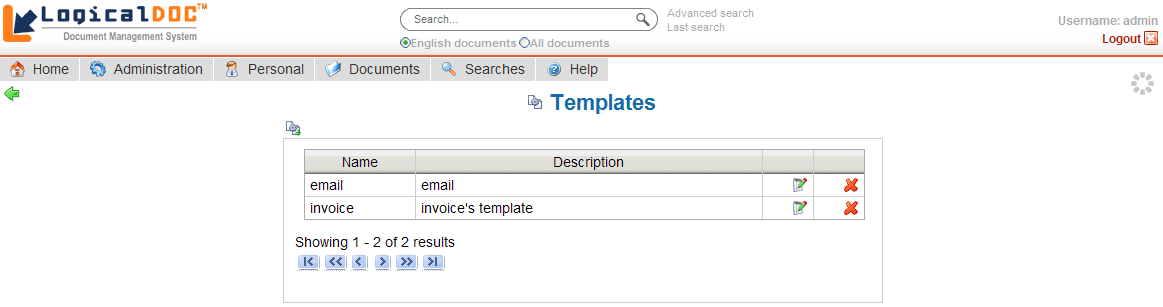 LogicalDOC™
Document Management System
Search...
Advanced search
Last search
English documents All documents
Username: admin
Logout
Home Administration Personal Documents Searches Help
Templates
Name Description
email email
invoice invoice's template
Showing 1 - 2 of 2 results